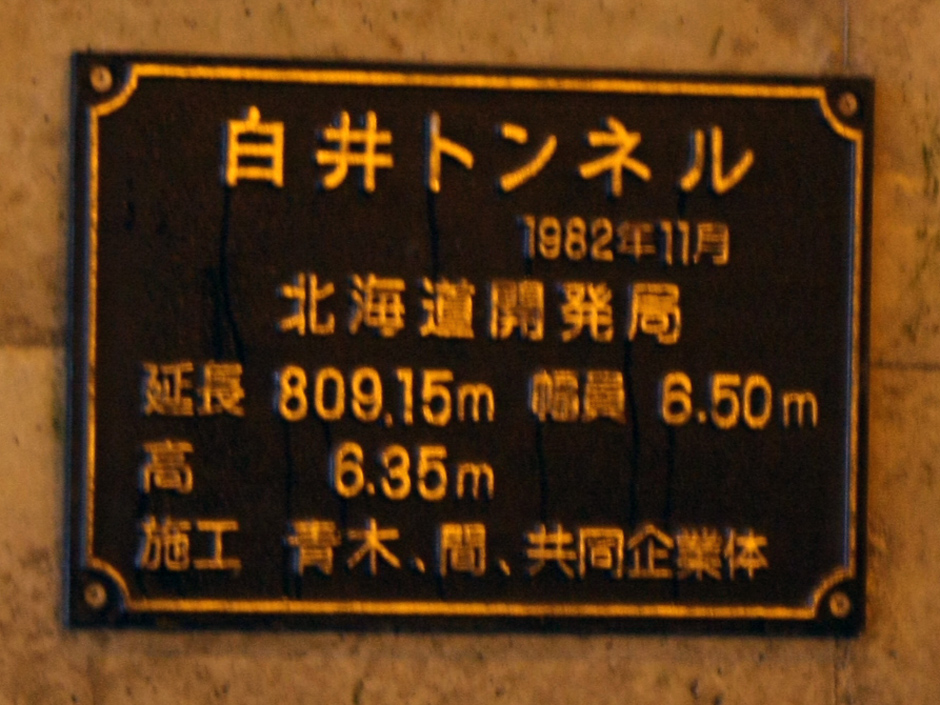 白井トンネル
1982年11月
北海道開発局
延長 809.15m 幅員 6.50m
高 6.35m
施工 青木、間、共同企業体